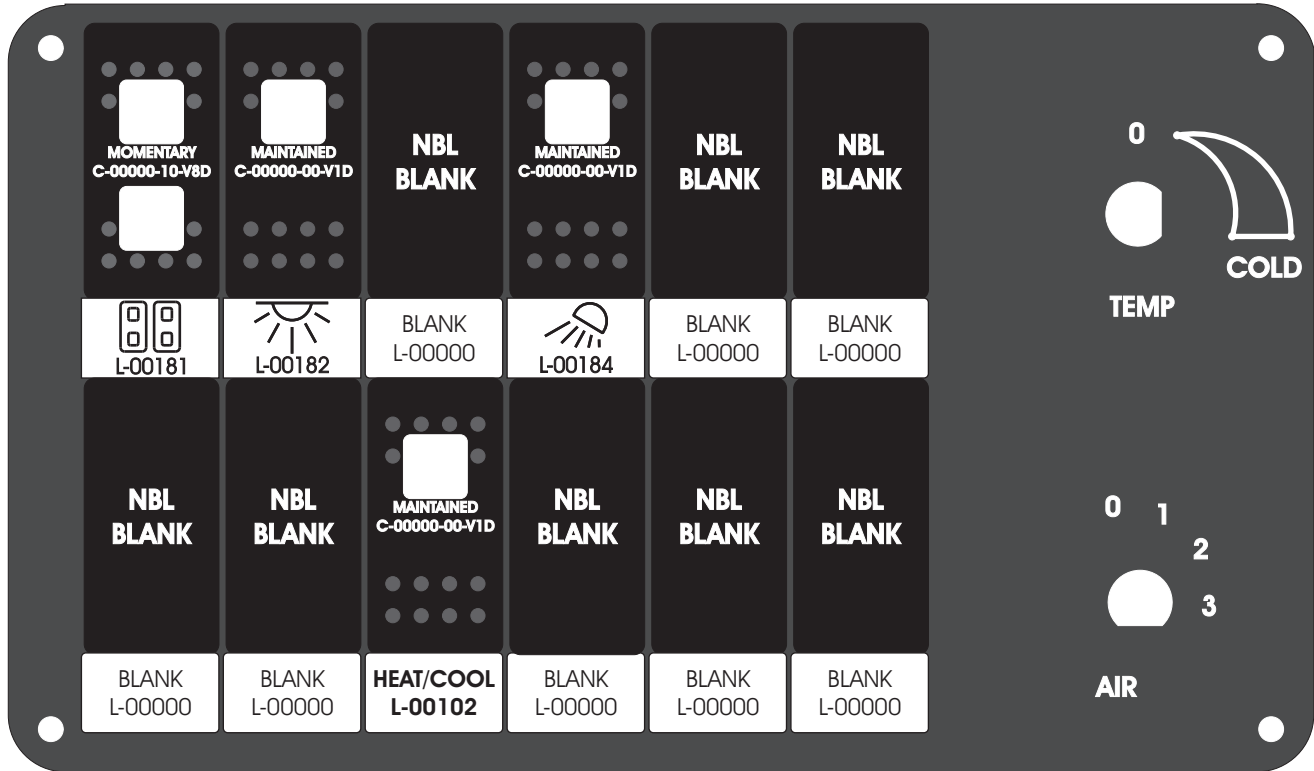 MOMENTARY
C-00000-10-V8D
MAINTAINED
C-00000-00-V1D
NBL
BLANK
MAINTAINED
C-00000-00-V1D
NBL
BLANK
NBL
BLANK
L-00181
L-00182
BLANK
L-00000
L-00184
BLANK
L-00000
BLANK
L-00000
NBL
BLANK
NBL
BLANK
MAINTAINED
C-00000-00-V1D
NBL
BLANK
NBL
BLANK
NBL
BLANK
BLANK
L-00000
BLANK
L-00000
HEAT/COOL
L-00102
BLANK
L-00000
BLANK
L-00000
BLANK
L-00000
0
COLD
TEMP
0
1
2
3
AIR